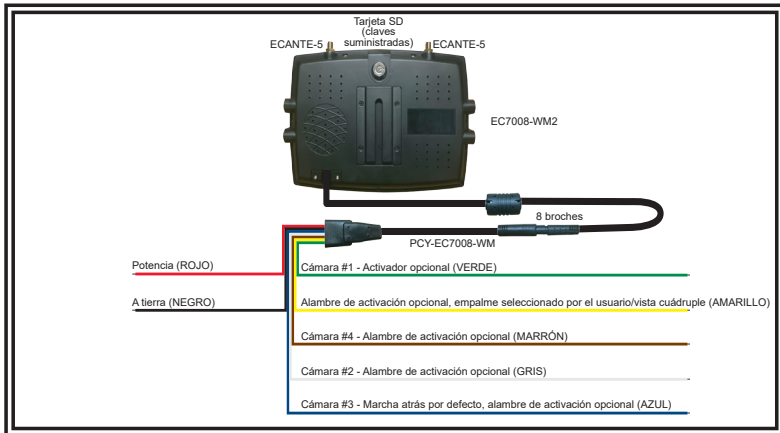 Tarjeta SD
(claves
suministradas)
ECANTE-5
ECANTE-5
EC7008-WM2
8 broches
PCY-EC7008-WM
Potencia (ROJO)
Cámara #1 - Activador opcional (VERDE)
A tierra (NEGRO)
Alambre de activación opcional, empalme seleccionado por el usuario/vista cuádruple (AMARILLO)
Cámara #4 - Alambre de activación opcional (MARRÓN)
Cámara #2 - Alambre de activación opcional (GRIS)
Cámara #3 - Marcha atrás por defecto, alambre de activación opcional (AZUL)